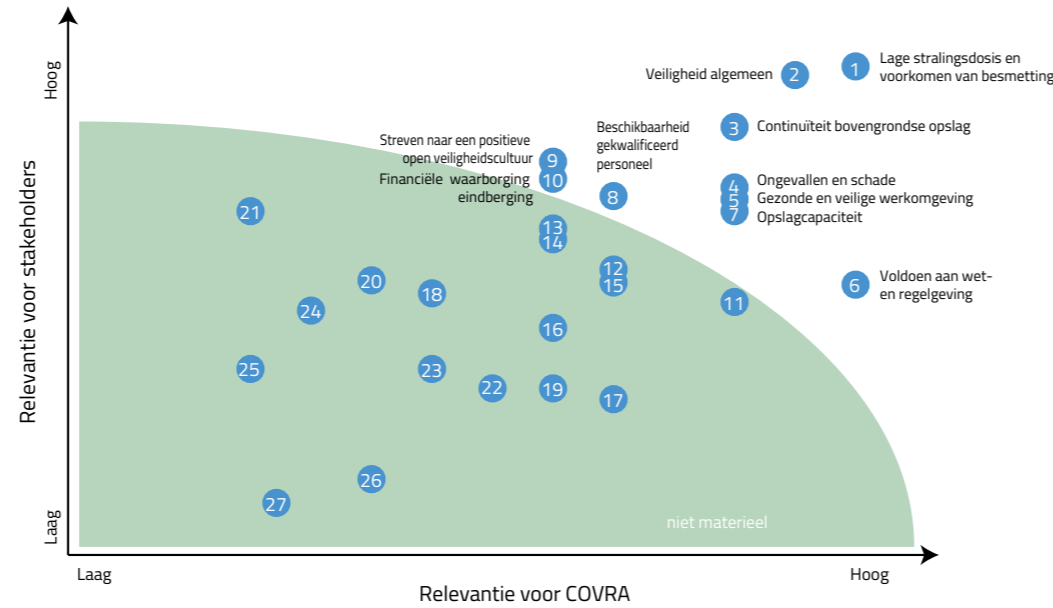 Hoog
Relevantie voor stakeholders
Laag
1
Lage stralingsdosis en
voorkomen van besmetting
Veiligheid algemeen
2
3
Continuïteit bovengrondse opslag
Beschikbaarheid
gekwalificeerd
personeel
8
Streven naar een positieve
open veiligheidscultuur
9
Financiële waarborging
eindberging
10
4
Ongevallen en schade
5
Gezonde en veilige werkomgeving
7
Opslagcapaciteit
21
13
14
12
15
20
18
6
Voldoen aan wet-
en regelgeving
11
24
16
25
23
22
19
17
26
27
niet materieel
Laag
Hoog
Relevantie voor COVRA